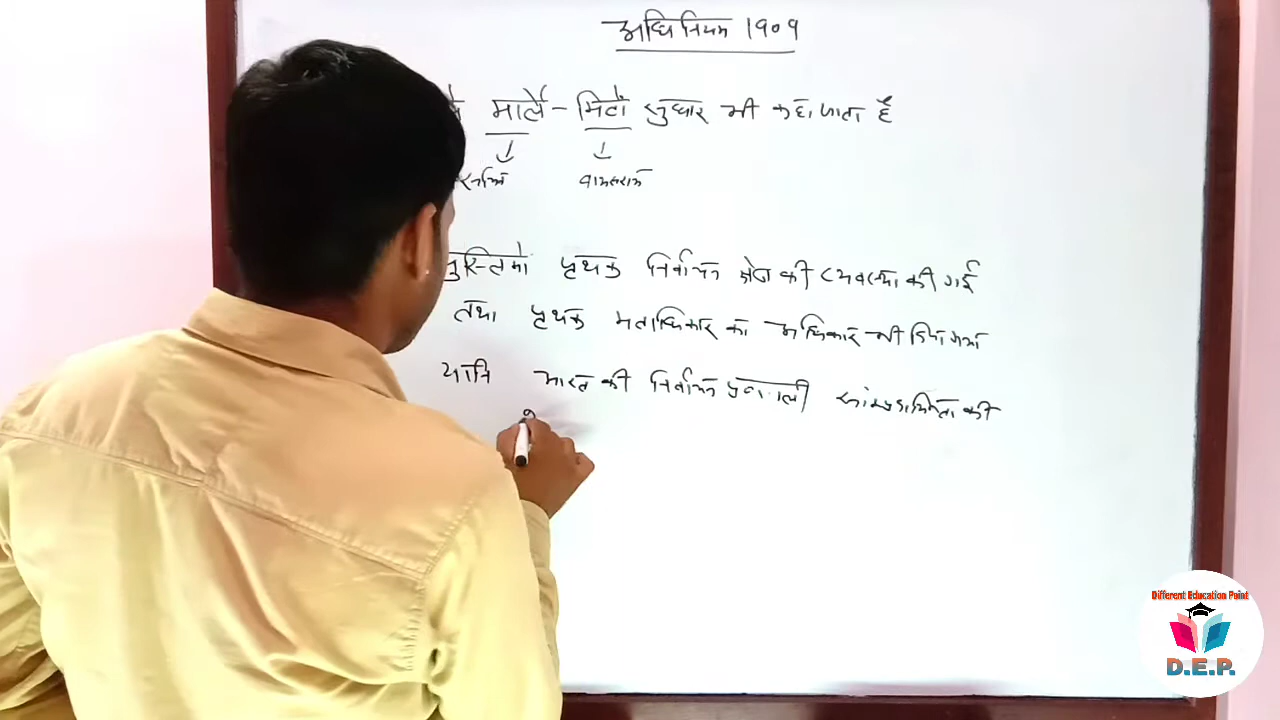 अधिनियम 1909
मार्ले - मिंटो सुधार भी कहा जाता है
वायसराय
पृथक निर्वाचन क्षेत्र की व्यवस्था की गई
तथा पृथक मताधिकार का अधिकार भी दिया गया
यानि भारत की निर्वाचन प्रणाली सांप्रदायिकता की
Different Education Point
D.E.P.